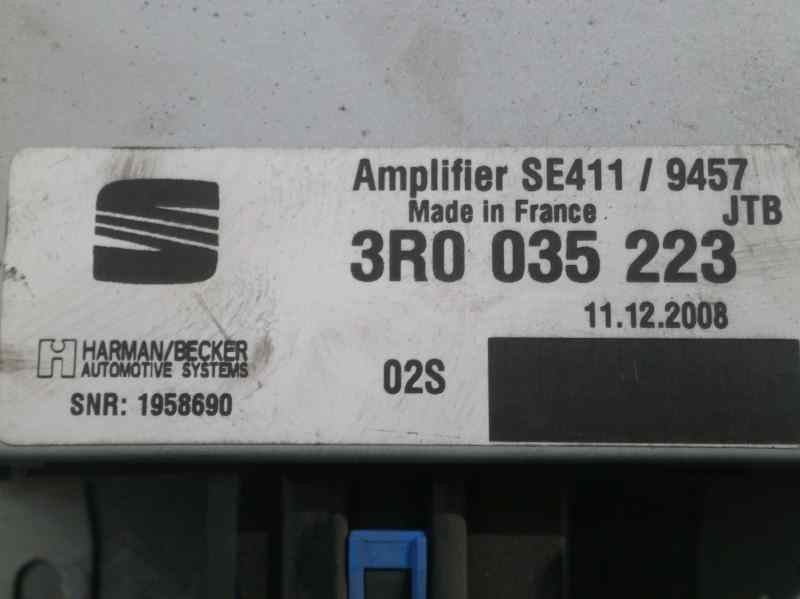 Amplifier SE411 / 9457
Made in France JTB
3R0 035 223
11.12.2008
HARMAN/BECKER
AUTOMOTIVE SYSTEMS
02S
SNR: 1958690